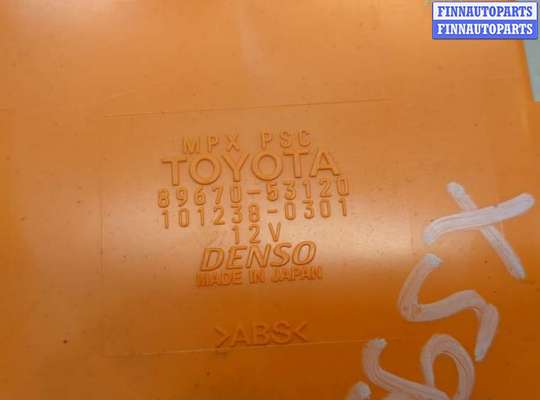 FINNAUTOPARTS
FINNAUTOPARTS
MPX PSC
TOYOTA
89670-53120
101238-0301
12V
DENSO
MADE IN JAPAN
>ABS<